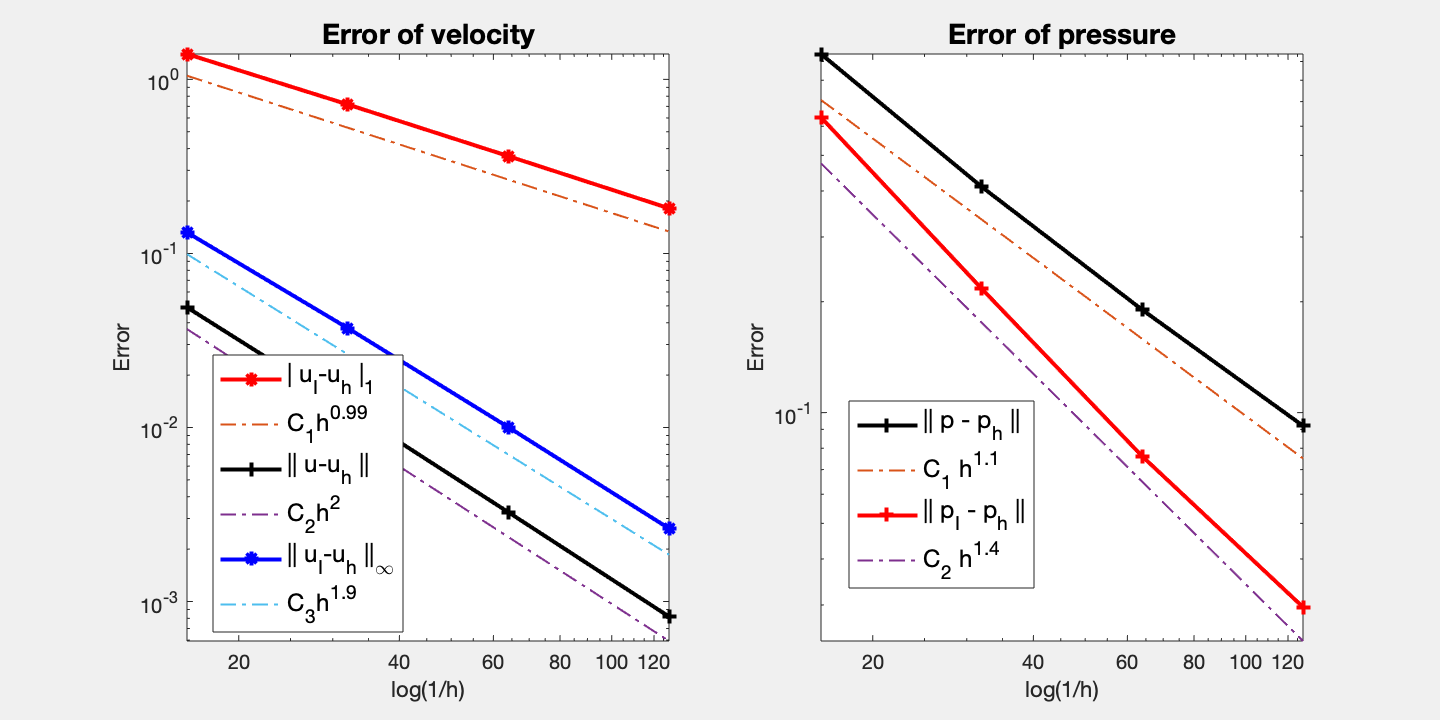 Error of velocity
10^0
10^-1
10^-2
10^-3
Error
| u_I-u_h |_1
C_1h^0.99
|| u-u_h ||
C_2h^2
|| u_I-u_h ||_∞
C_3h^1.9
20 40 60 80 100 120
log(1/h)
Error of pressure
10^-1
Error
|| p - p_h ||
C_1 h^1.1
|| p_I - p_h ||
C_2 h^1.4
20 40 60 80 100 120
log(1/h)